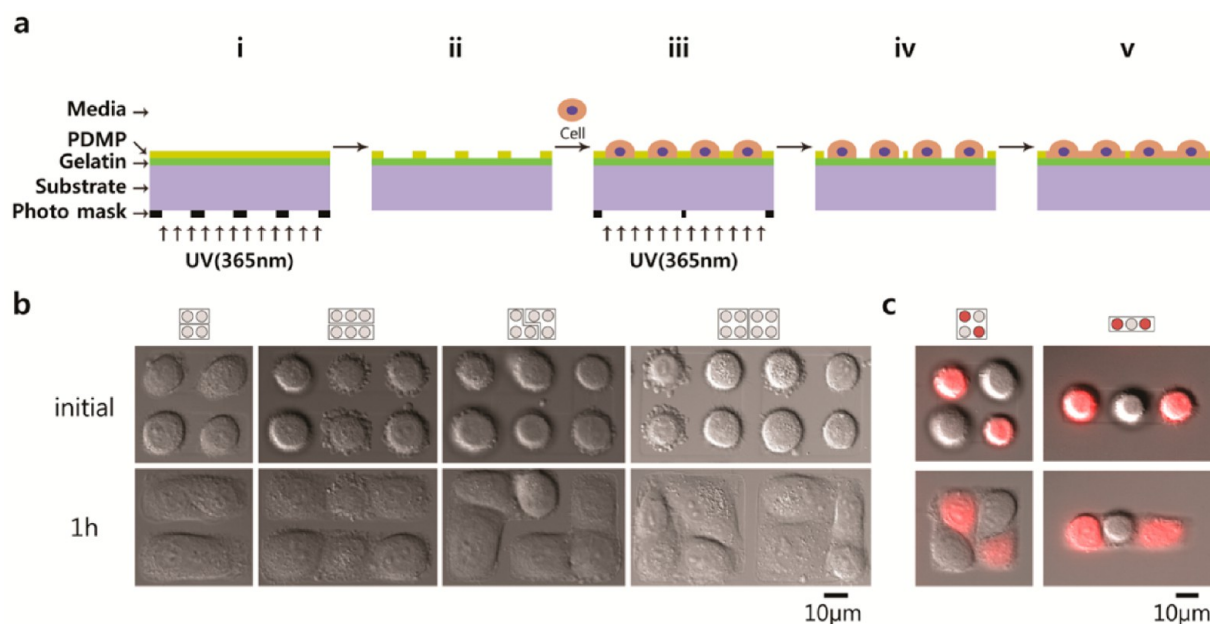 a
i ii iii iv v
Media
PDMP
Gelatin
Substrate
Photo mask
Cell
UV(365nm) UV(365nm)
b c
initial
1h
10μm 10μm